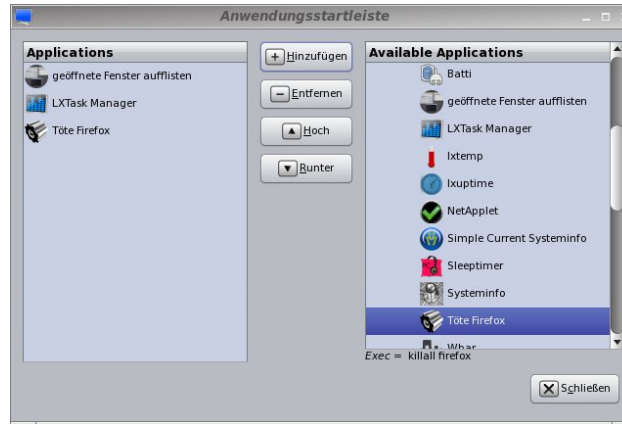 Anwendungsstartleiste
Applications
geöffnete Fenster aufflisten
LXTask Manager
Töte Firefox
Hinzufügen
Entfernen
Hoch
Runter
Available Applications
Batti
geöffnete Fenster aufflisten
LXTask Manager
lxtemp
lxuptime
NetApplet
Simple Current Systeminfo
Sleeptimer
Systeminfo
Töte Firefox
Wbar
Exec = killall firefox
Schließen